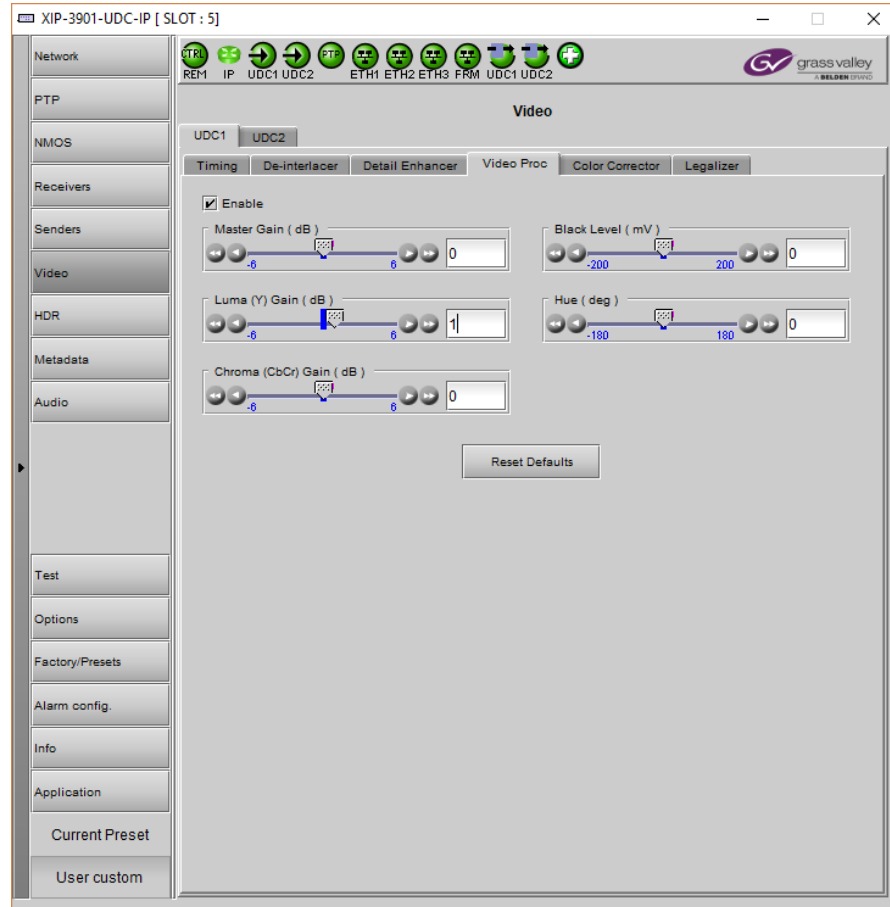 XIP-3901-UDC-IP [ SLOT : 5]
Network
PTP
NMOS
Receivers
Senders
Video
HDR
Metadata
Audio
Test
Options
Factory/Presets
Alarm config.
Info
Application
Current Preset
User custom
CTRL PTP
REM IP UDC1 UDC2 ETH1 ETH2 ETH3 FRM UDC1 UDC2
GV grass valley
A BELDEN BRAND
Video
UDC1 UDC2
Timing De-interlacer Detail Enhancer Video Proc Color Corrector Legalizer
Enable
Master Gain ( dB )
-6 6 0
Black Level ( mV )
-200 200 0
Luma (Y) Gain ( dB )
-6 6 1
Hue ( deg )
-180 180 0
Chroma (CbCr) Gain ( dB )
-6 6 0
Reset Defaults